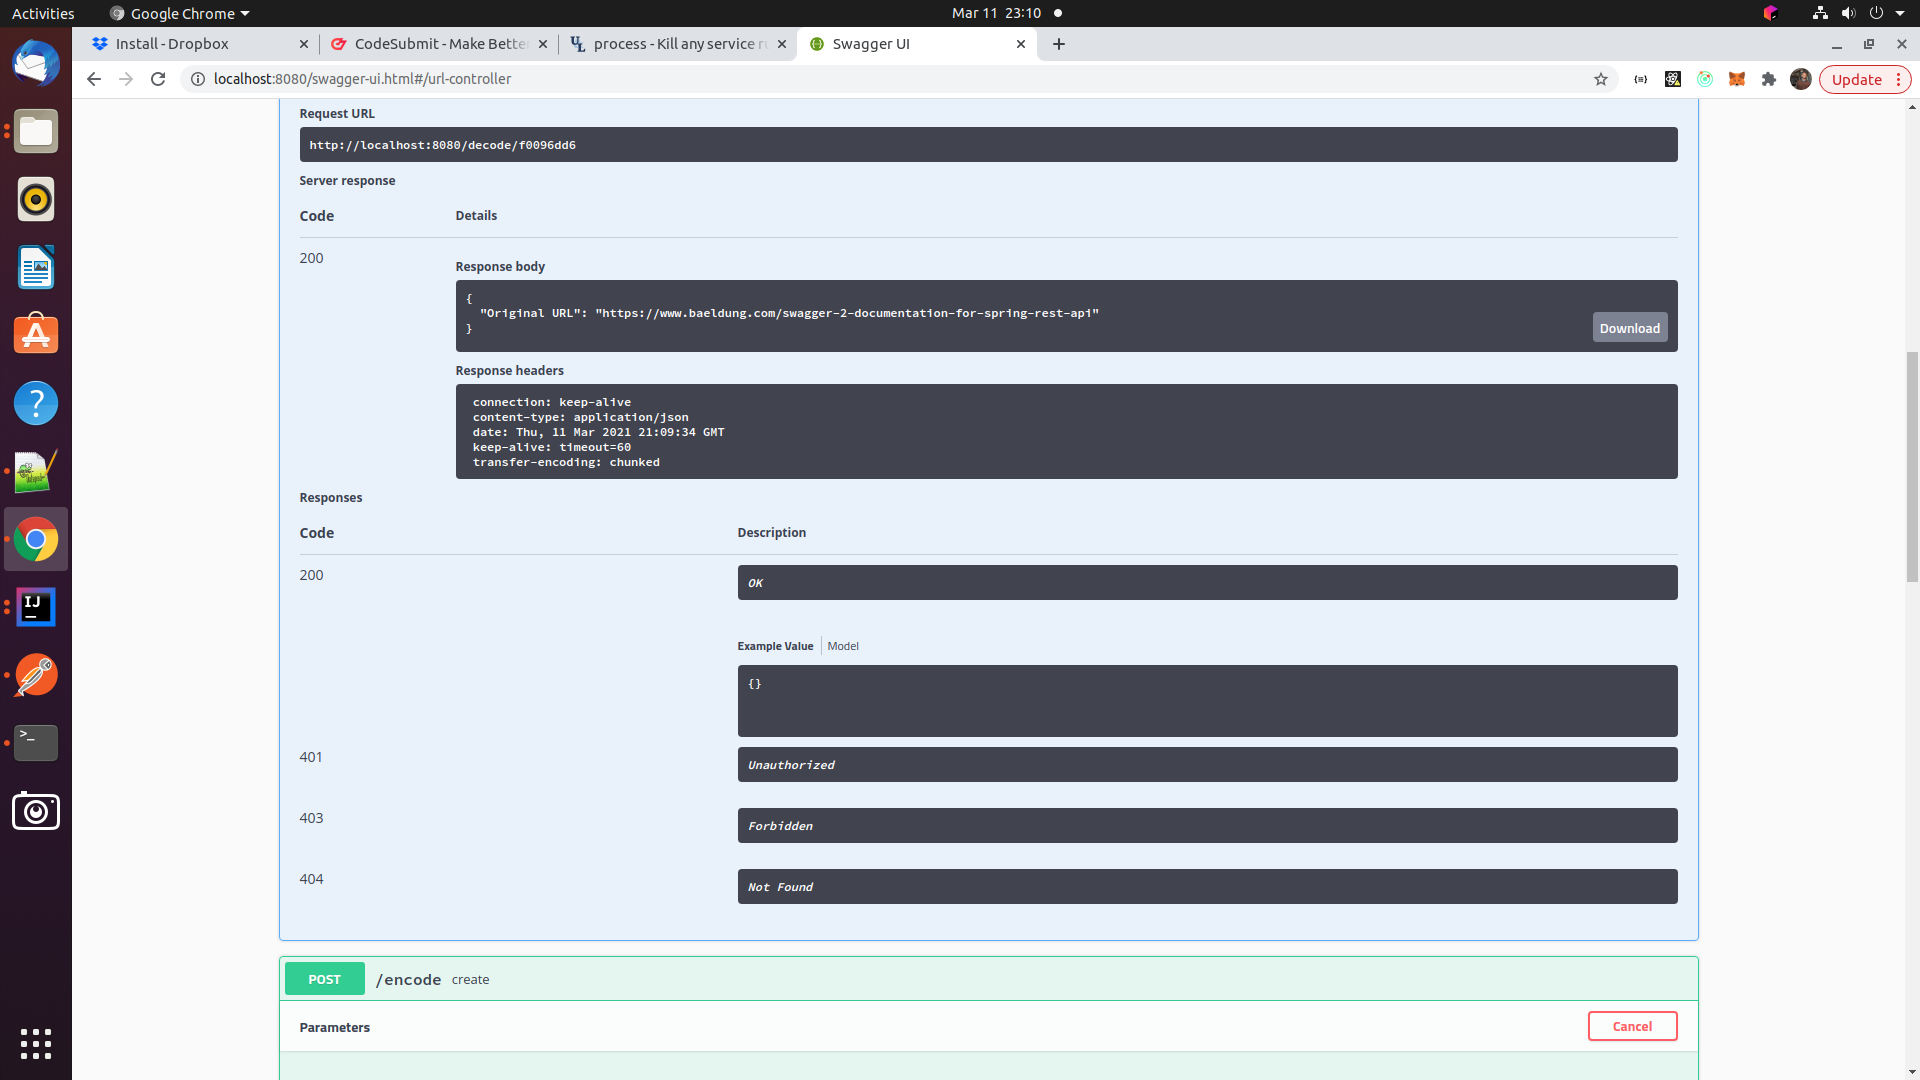 Activities
Google Chrome
Mar 11 23:10
Install - Dropbox
CodeSubmit - Make Bette
process - Kill any service r
Swagger UI
localhost:8080/swagger-ui.html#/url-controller
Update
Request URL
http://localhost:8080/decode/f0096dd6
Server response
Code
Details
200
Response body
{
"Original URL": "https://www.baeldung.com/swagger-2-documentation-for-spring-rest-api"
}
Download
Response headers
connection: keep-alive
content-type: application/json
date: Thu, 11 Mar 2021 21:09:34 GMT
keep-alive: timeout=60
transfer-encoding: chunked
Responses
Code
Description
200
OK
Example Value
Model
{}
401
Unauthorized
403
Forbidden
404
Not Found
POST
/encode
create
Parameters
Cancel